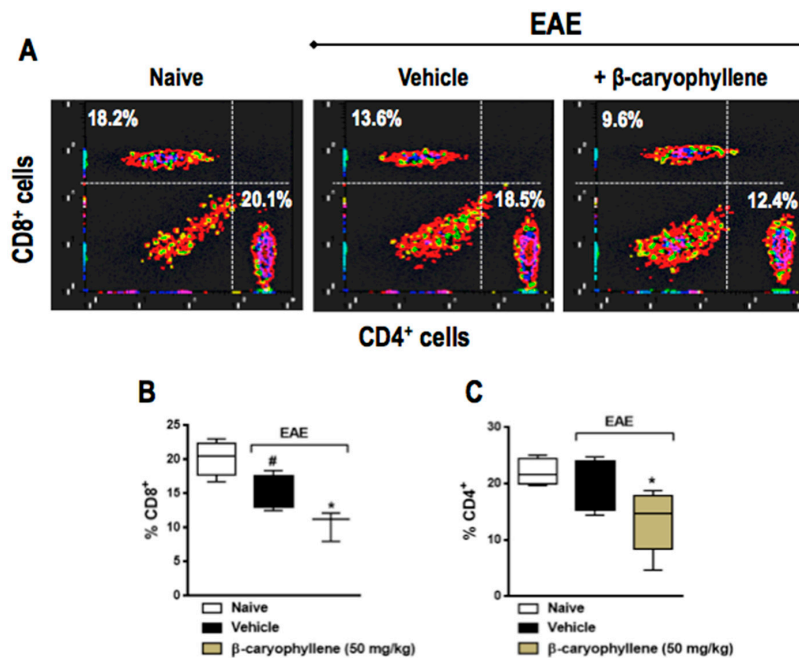 EAE
A
Naive Vehicle + β-caryophyllene
18.2% 13.6% 9.6%
20.1% 18.5% 12.4%
CD8⁺ cells
CD4⁺ cells
B
EAE
#
*
25
20
15
10
5
0
% CD8⁺
Naive
Vehicle
β-caryophyllene (50 mg/kg)
C
EAE
*
30
20
10
0
% CD4⁺
Naive
Vehicle
β-caryophyllene (50 mg/kg)